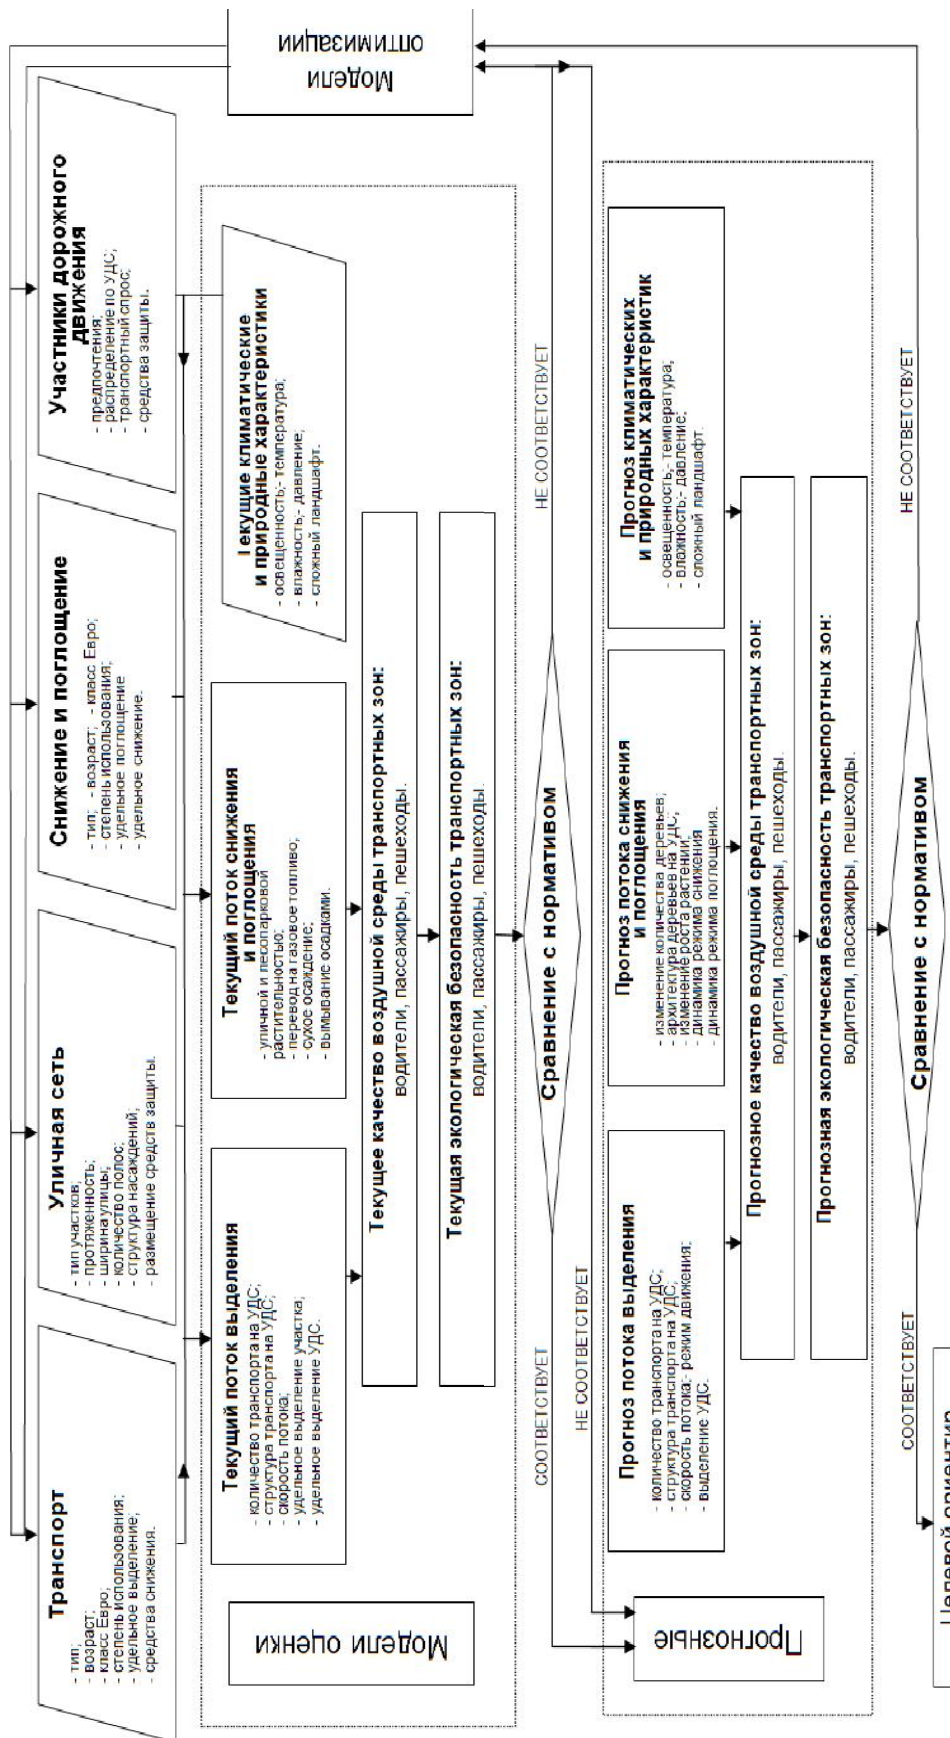 Транспорт
- тип;
- возраст;
- класс Евро;
- степень использования;
- удельное выделение;
- средства снижения.
Уличная сеть
- тип участков;
- протяженность;
- ширина улицы;
- количество полос;
- структура насаждений;
- размещение средств защиты.
Снижение и поглощение
- тип; - возраст; - класс Евро;
- степень использования;
- удельное поглощение
- удельное снижение.
Участники дорожного
движения
- предпочтения;
- распределение по УДС;
- транспортный спрос;
- средства защиты.
Модели
оптимизации
Модели оценки
Текущий поток выделения
- количество транспорта на УДС;
- структура транспорта на УДС;
- скорость потока;
- удельное выделение участка;
- удельное выделение УДС.
Текущий поток снижения
и поглощения
- уличной и лесопарковой
растительностью;
- перевод на газовое топливо;
- сухое осаждение;
- вымывание осадками.
Текущие климатические
и природные характеристики
- освещенность;- температура;
- влажность;- давление;
- сложный ландшафт.
Текущее качество воздушной среды транспортных зон:
водители, пассажиры, пешеходы.
Текущая экологическая безопасность транспортных зон:
водители, пассажиры, пешеходы.
СООТВЕТСТВУЕТ
Сравнение с нормативом
НЕ СООТВЕТСТВУЕТ
НЕ СООТВЕТСТВУЕТ
Прогнозные
Прогноз потока выделения
- количество транспорта на УДС;
- структура транспорта на УДС;
- скорость потока;- режим движения;
- выделение УДС.
Прогноз потока снижения
и поглощения
- изменение количества деревьев;
- архитектура деревьев на УДС;
- изменение роста растений;
- динамика режима снижения
- динамика режима поглощения.
Прогноз климатических
и природных характеристик
- освещенность;- температура;
- влажность;- давление;
- сложный ландшафт.
Прогнозное качество воздушной среды транспортных зон:
водители, пассажиры, пешеходы.
Прогнозная экологическая безопасность транспортных зон:
водители, пассажиры, пешеходы.
СООТВЕТСТВУЕТ
Сравнение с нормативом
НЕ СООТВЕТСТВУЕТ
Целевой ориентир